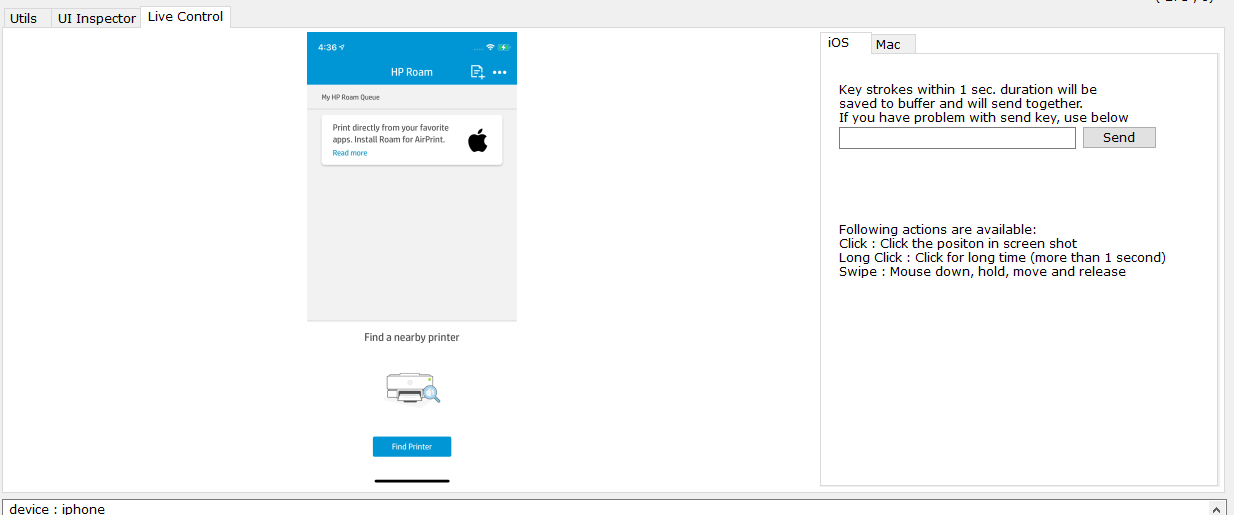 Utils
UI Inspector
Live Control
4:36
HP Roam
My HP Roam Queue
Print directly from your favorite
apps. Install Roam for AirPrint.
Read more
Find a nearby printer
Find Printer
iOS
Mac
Key strokes within 1 sec. duration will be
saved to buffer and will send together.
If you have problem with send key, use below
Send
Following actions are available:
Click : Click the positon in screen shot
Long Click : Click for long time (more than 1 second)
Swipe : Mouse down, hold, move and release
device : iphone